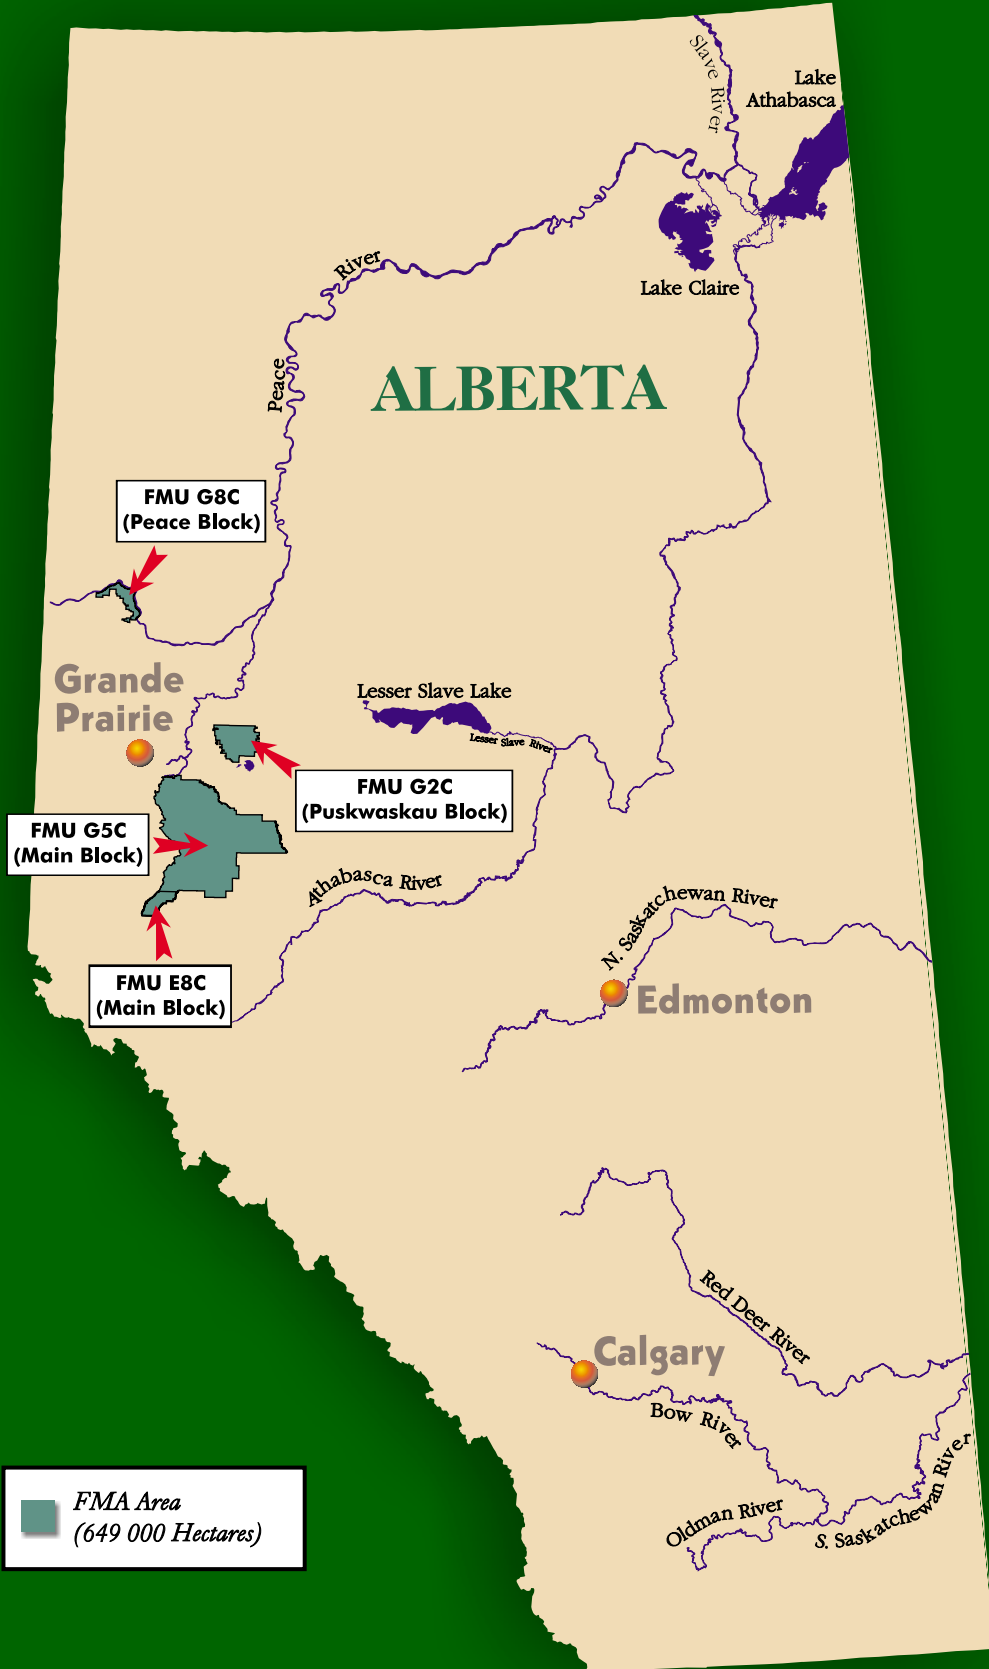 Slave River
Lake
Athabasca
River
Lake Claire
Peace
ALBERTA
FMU G8C
(Peace Block)
Grande
Prairie
Lesser Slave Lake
Lesser Slave River
FMU G2C
(Puskwaskau Block)
FMU G5C
(Main Block)
Athabasca River
N. Saskatchewan River
FMU E8C
(Main Block)
Edmonton
Red Deer River
Calgary
Bow River
Oldman River
S. Saskatchewan River
FMA Area
(649 000 Hectares)